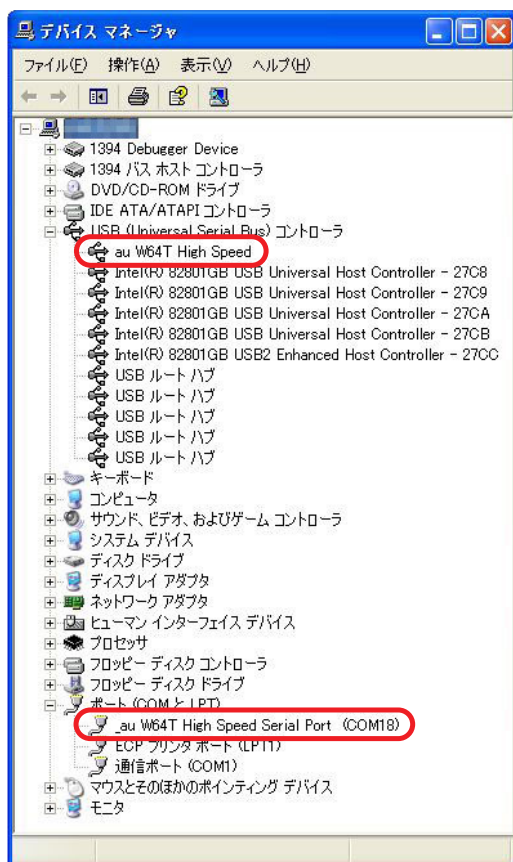 デバイス マネージャ
ファイル(F) 操作(A) 表示(V) ヘルプ(H)
1394 Debugger Device
1394 バス ホスト コントローラ
DVD/CD-ROM ドライブ
IDE ATA/ATAPI コントローラ
USB (Universal Serial Bus) コントローラ
au W64T High Speed
Intel(R) 82801GB USB Universal Host Controller - 27C8
Intel(R) 82801GB USB Universal Host Controller - 27C9
Intel(R) 82801GB USB Universal Host Controller - 27CA
Intel(R) 82801GB USB Universal Host Controller - 27CB
Intel(R) 82801GB USB2 Enhanced Host Controller - 27CC
USB ルート ハブ
USB ルート ハブ
USB ルート ハブ
USB ルート ハブ
USB ルート ハブ
キーボード
コンピュータ
サウンド、ビデオ、およびゲーム コントローラ
システム デバイス
ディスク ドライブ
ディスプレイ アダプタ
ネットワーク アダプタ
ヒューマン インターフェイス デバイス
プロセッサ
フロッピー ディスク コントローラ
フロッピー ディスク ドライブ
ポート (COM と LPT)
_au W64T High Speed Serial Port (COM18)
ECP プリンタ ポート (LPT1)
通信ポート (COM1)
マウスとそのほかのポインティング デバイス
モニタ